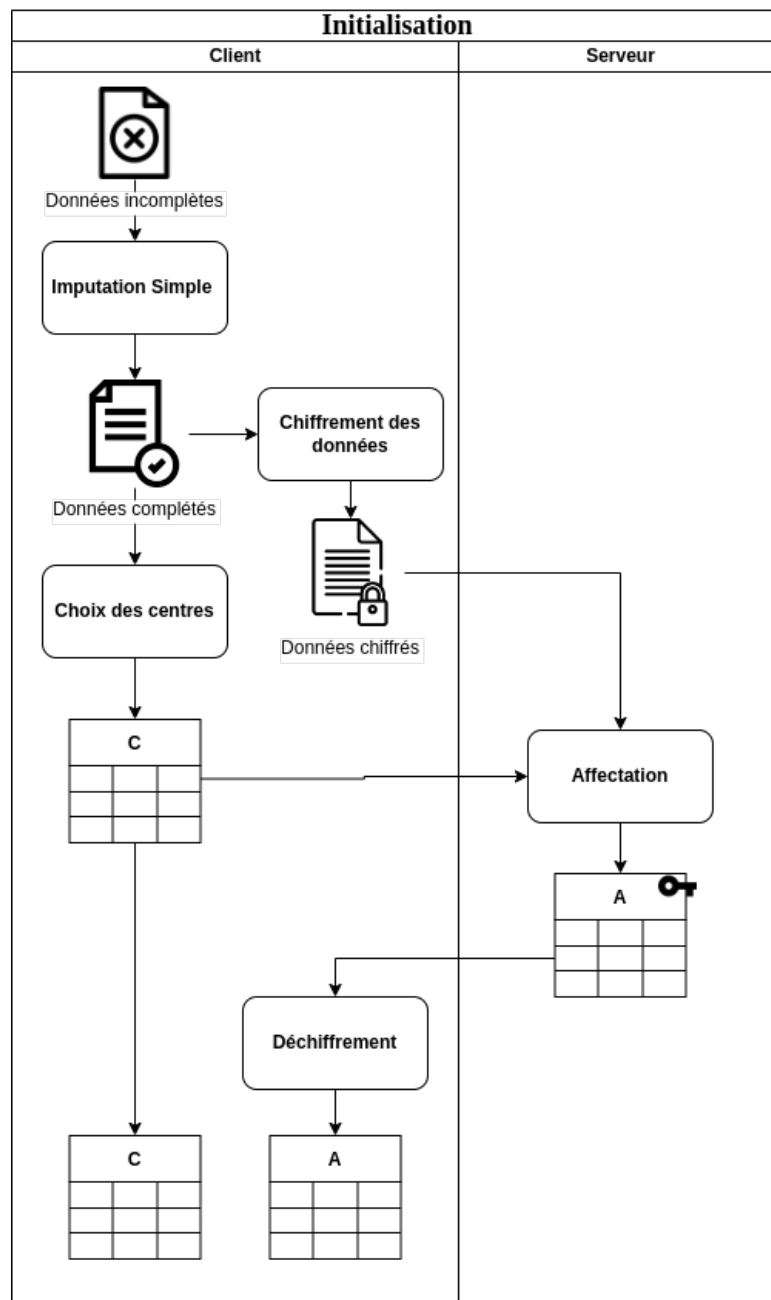 Initialisation
Client
Serveur
Données incomplètes
Imputation Simple
Chiffrement des
données
Données complétés
Choix des centres
Données chiffrés
C
Affectation
A
Déchiffrement
C
A